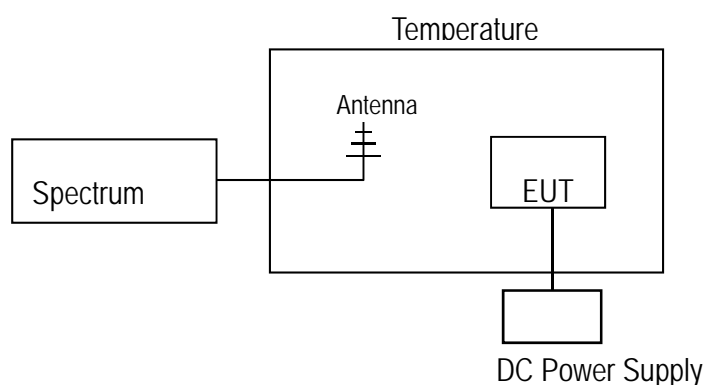 Temperature
Antenna
Spectrum
EUT
DC Power Supply